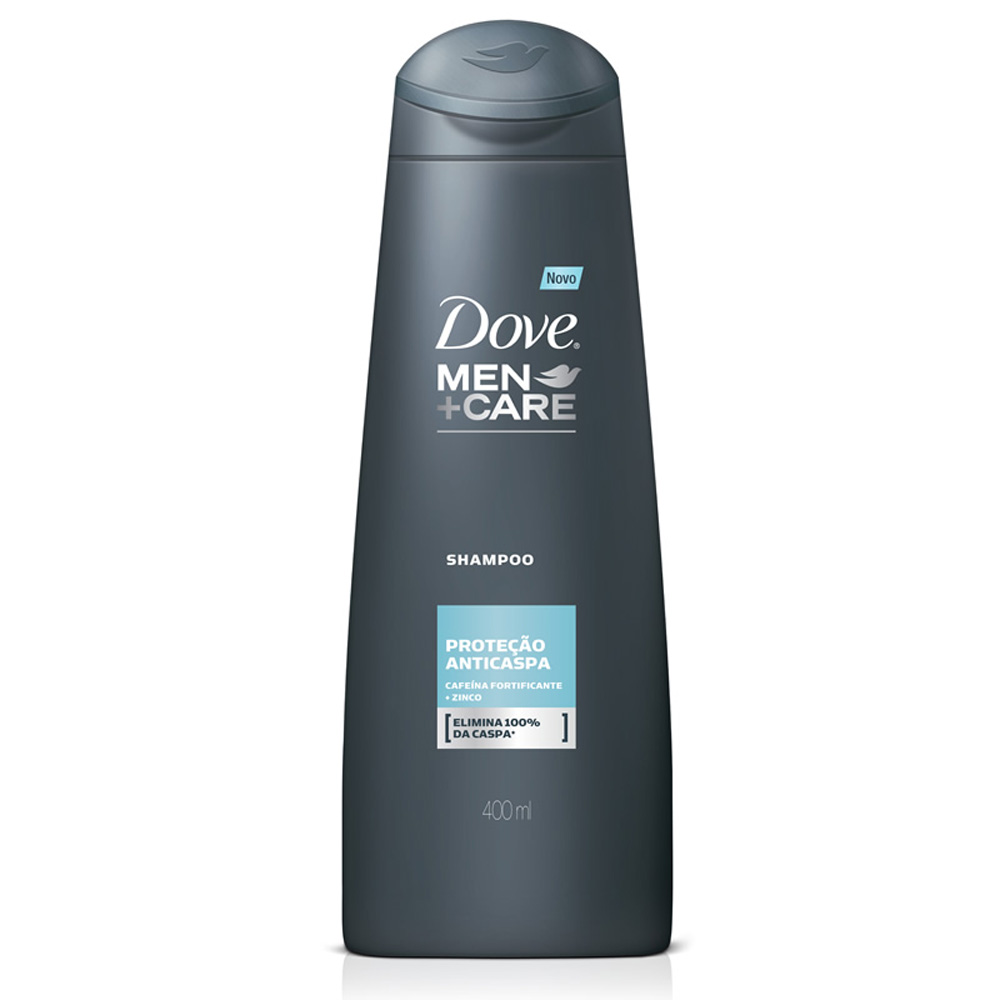 Novo
Dove
MEN
+CARE
SHAMPOO
PROTEÇÃO
ANTICASPA
CAFEÍNA FORTIFICANTE
+ ZINCO
[ELIMINA 100%
DA CASPA*]
400 ml